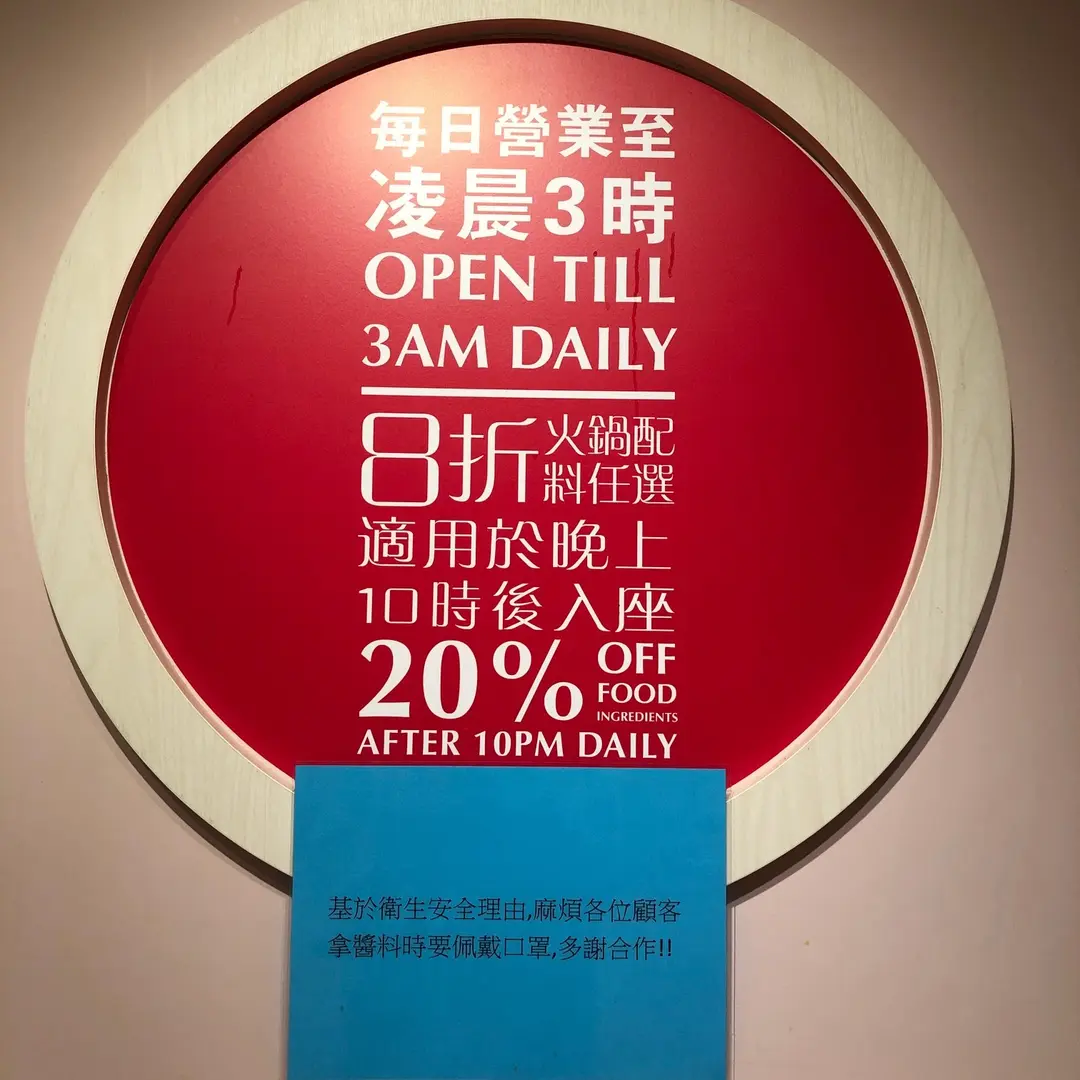 每日營業至
凌晨3時
OPEN TILL
3AM DAILY
8折 火鍋配
料任選
適用於晚上
10時後入座
20% OFF
FOOD
INGREDIENTS
AFTER 10PM DAILY
基於衛生安全理由,麻煩各位顧客
拿醬料時要佩戴口罩,多謝合作!!